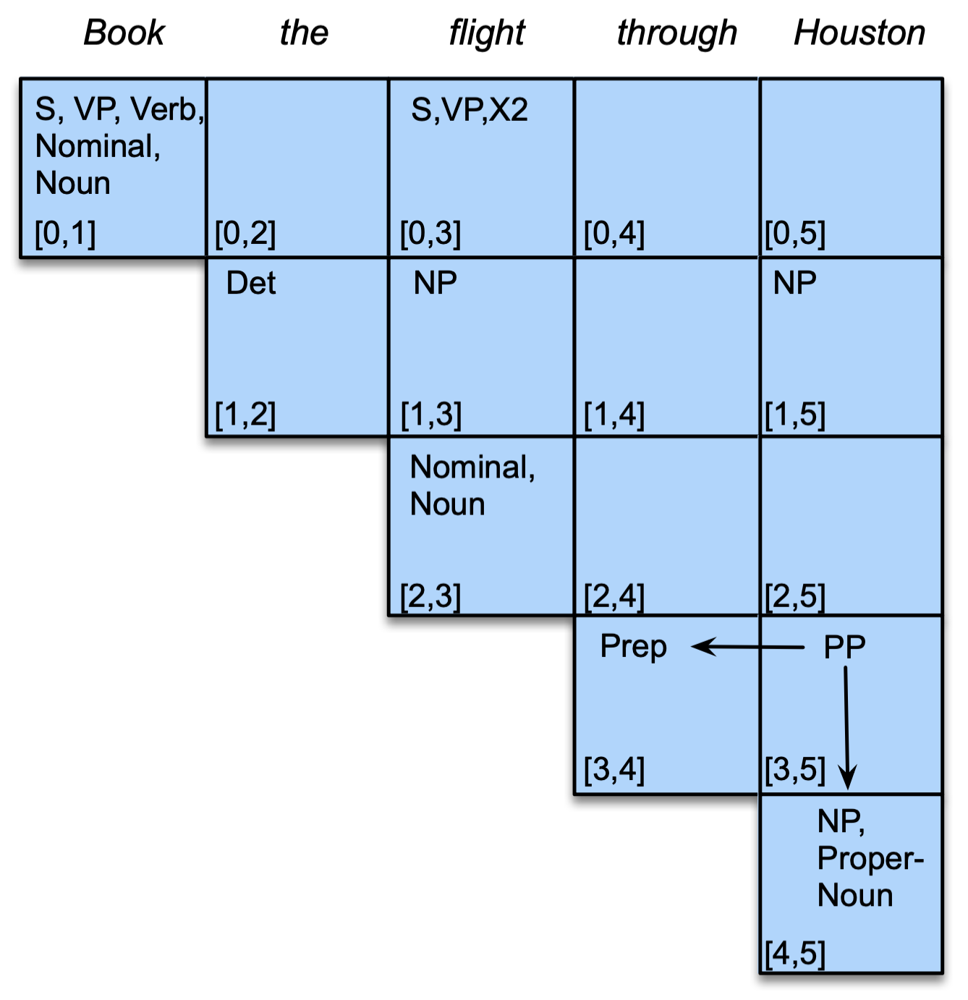 Book the flight through Houston
S, VP, Verb,
Nominal,
Noun
[0,1]
[0,2]
S,VP,X2
[0,3]
[0,4]
[0,5]
Det
[1,2]
NP
[1,3]
[1,4]
NP
[1,5]
Nominal,
Noun
[2,3]
[2,4]
[2,5]
Prep
[3,4]
PP
[3,5]
NP,
Proper-
Noun
[4,5]